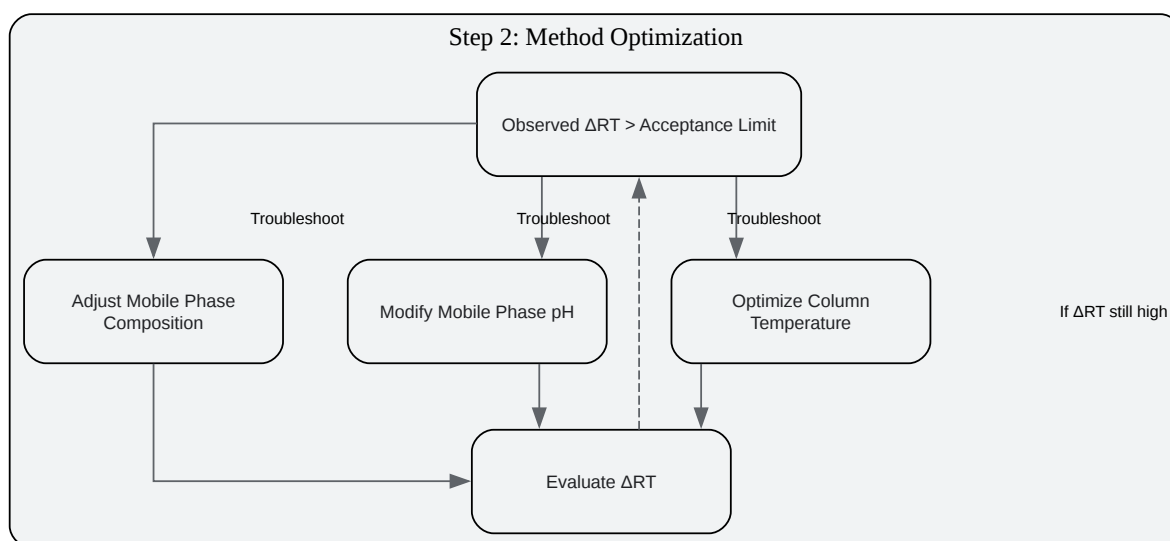 Step 2: Method Optimization
Observed ΔRT > Acceptance Limit
Troubleshoot
Troubleshoot
Troubleshoot
Adjust Mobile Phase
Composition
Modify Mobile Phase pH
Optimize Column
Temperature
If ΔRT still high
Evaluate ΔRT